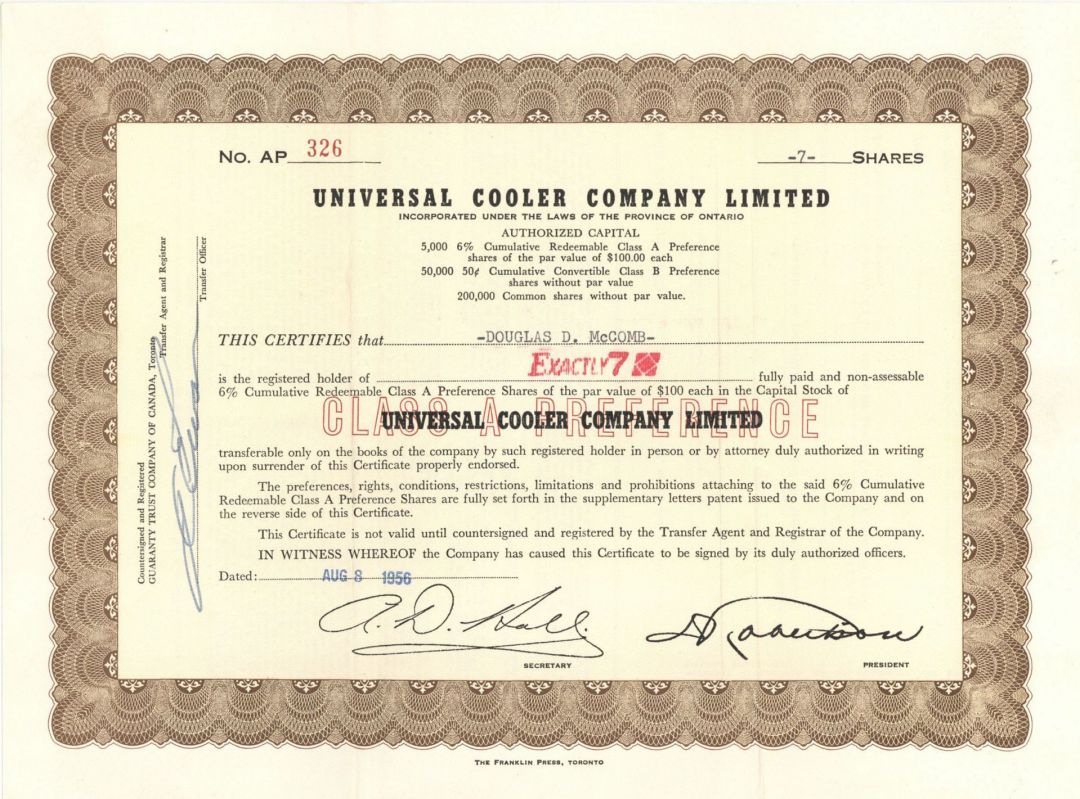 No. AP 326
-7- SHARES
UNIVERSAL COOLER COMPANY LIMITED
INCORPORATED UNDER THE LAWS OF THE PROVINCE OF ONTARIO
AUTHORIZED CAPITAL
5,000 6% Cumulative Redeemable Class A Preference
shares of the par value of $100.00 each
50,000 50¢ Cumulative Convertible Class B Preference
shares without par value
200,000 Common shares without par value.
THIS CERTIFIES that -DOUGLAS D. McCOMB-
EXACTLY 7
is the registered holder of fully paid and non-assessable
6% Cumulative Redeemable Class A Preference Shares of the par value of $100 each in the Capital Stock of
CLASS A PREFERENCE
UNIVERSAL COOLER COMPANY LIMITED
transferable only on the books of the company by such registered holder in person or by attorney duly authorized in writing
upon surrender of this Certificate properly endorsed.
The preferences, rights, conditions, restrictions, limitations and prohibitions attaching to the said 6% Cumulative
Redeemable Class A Preference Shares are fully set forth in the supplementary letters patent issued to the Company and on
the reverse side of this Certificate.
This Certificate is not valid until countersigned and registered by the Transfer Agent and Registrar of the Company.
IN WITNESS WHEREOF the Company has caused this Certificate to be signed by its duly authorized officers.
Dated: AUG 8 1956
A. D. Hall
SECRETARY
Robertson
PRESIDENT
Countersigned and Registered
GUARANTY TRUST COMPANY OF CANADA, Toronto
Transfer Agent and Registrar
Transfer Officer
THE FRANKLIN PRESS, TORONTO